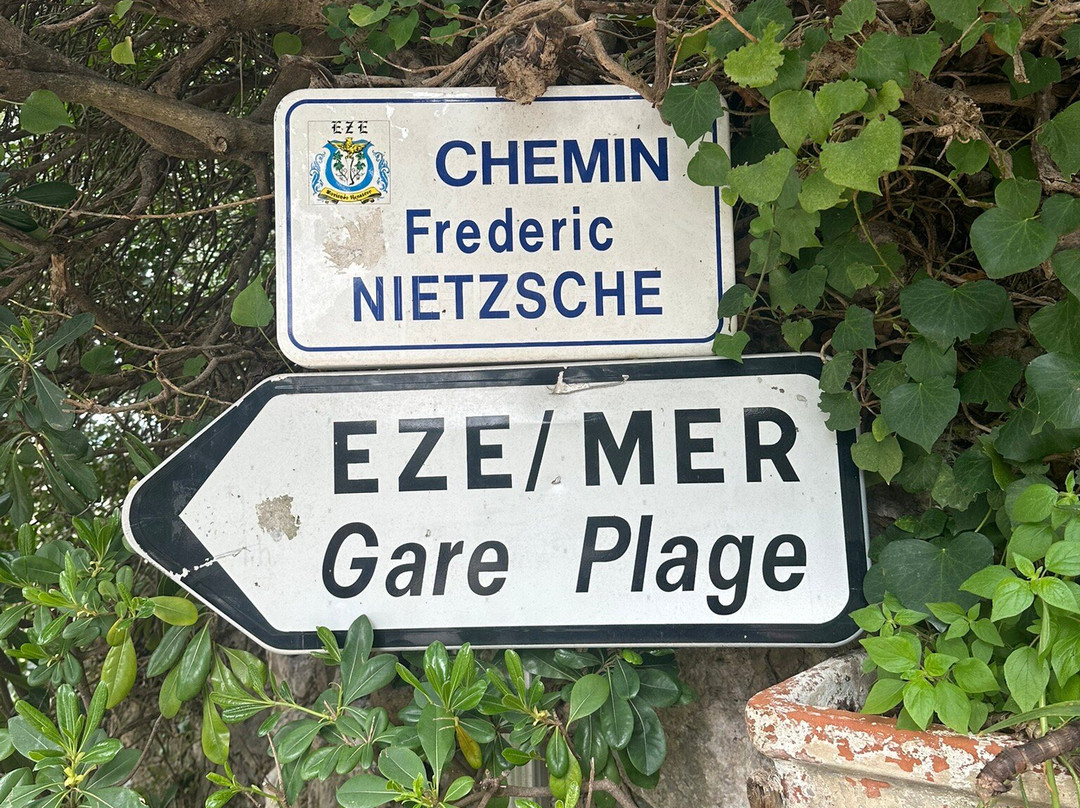 EZE
CHEMIN
Frederic
NIETZSCHE
EZE/MER
Gare Plage